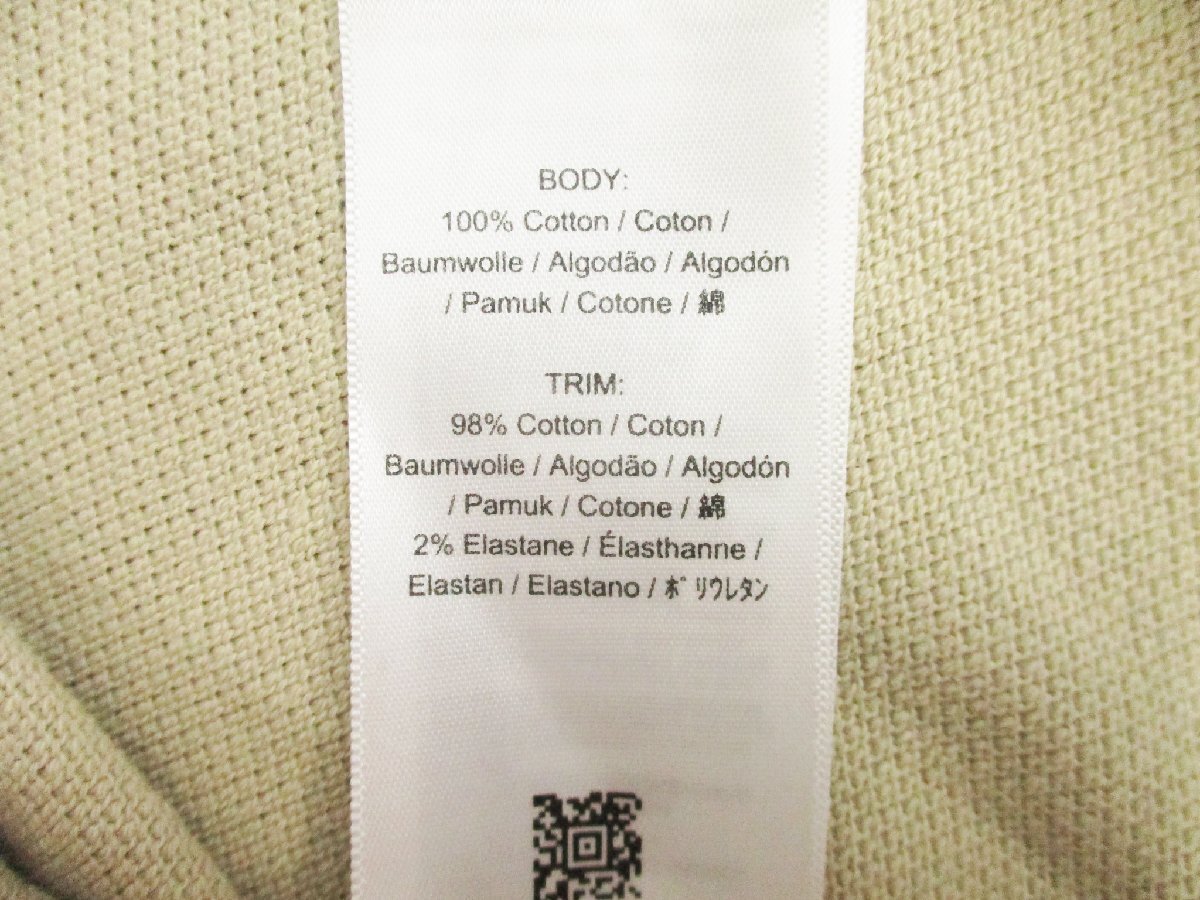 BODY:
100% Cotton / Coton /
Baumwolle / Algodão / Algodón
/ Pamuk / Cotone / 綿
TRIM:
98% Cotton / Coton /
Baumwolle / Algodão / Algodón
/ Pamuk / Cotone / 綿
2% Elastane / Élasthanne /
Elastan / Elastano / ﾎﾟﾘｳﾚﾀﾝ